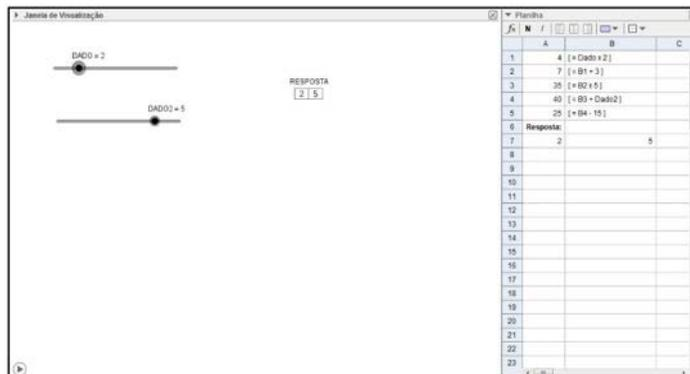 Janela de Visualização
DADO = 2
DADO2 = 5
RESPOSTA
2 5
Planilha
fx N I
A B C
1 4 [ = Dado x 2 ]
2 7 [ = B1 + 3 ]
3 35 [ = B2 x 5 ]
4 40 [ = B3 + Dado2 ]
5 25 [ = B4 - 15 ]
6 Resposta:
7 2 5
8
9
10
11
12
13
14
15
16
17
18
19
20
21
22
23